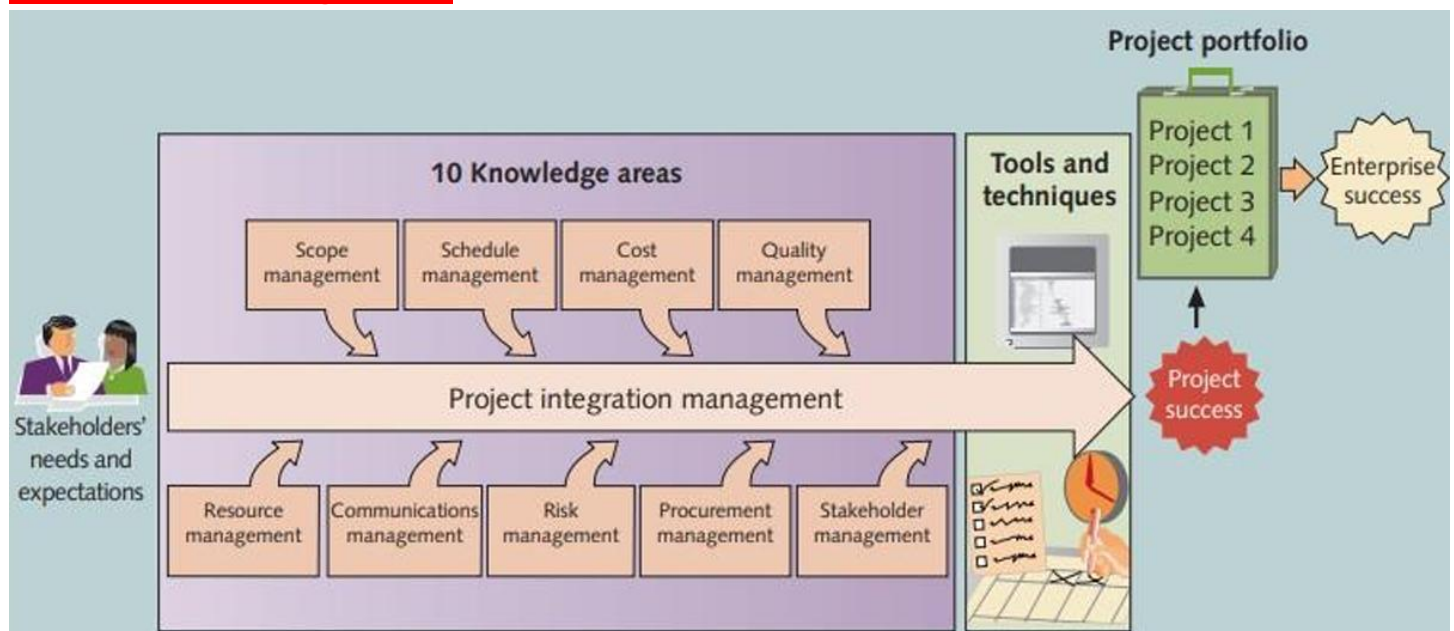 Project portfolio
Project 1
Project 2
Project 3
Project 4
Enterprise
success
10 Knowledge areas
Tools and
techniques
Scope
management
Schedule
management
Cost
management
Quality
management
Project integration management
Project
success
Stakeholders'
needs and
expectations
Resource
management
Communications
management
Risk
management
Procurement
management
Stakeholder
management